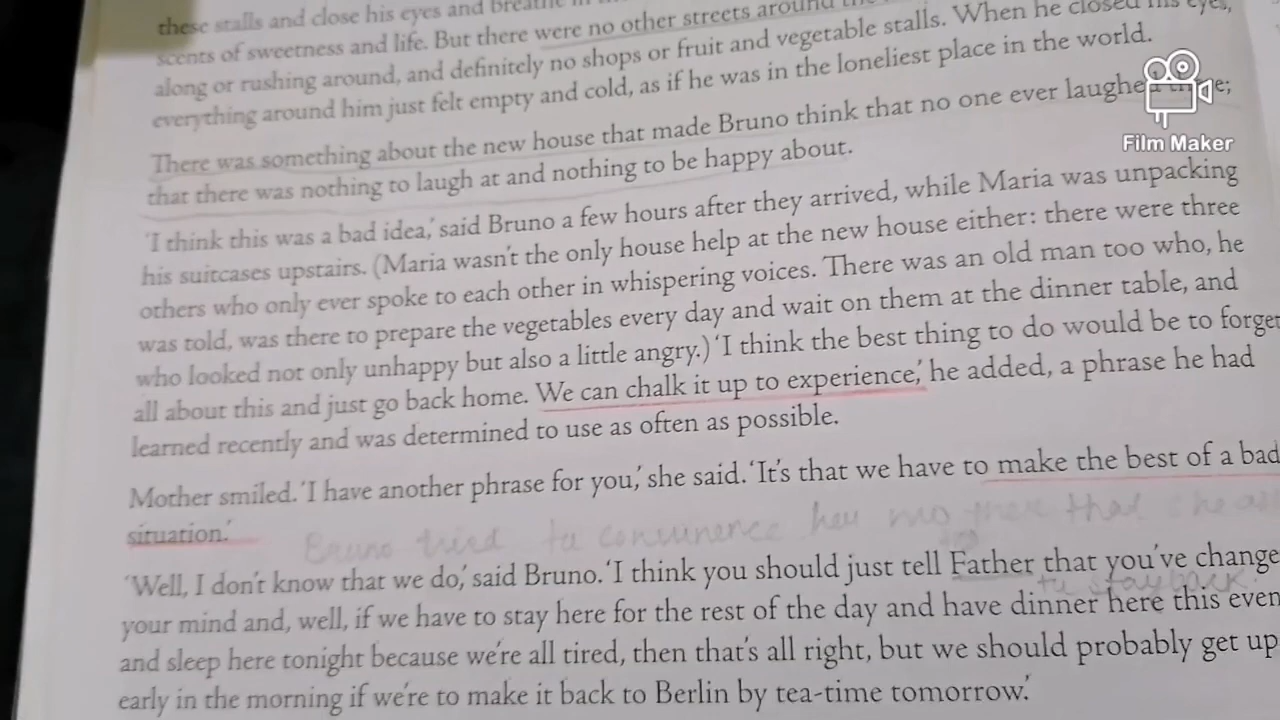 these stalls and close his eyes and breathe in
scents of sweetness and life. But there were no other streets around
along or rushing around, and definitely no shops or fruit and vegetable stalls. When he closed his eyes,
everything around him just felt empty and cold, as if he was in the loneliest place in the world.
There was something about the new house that made Bruno think that no one ever laughed there;
that there was nothing to laugh at and nothing to be happy about.
Film Maker
'I think this was a bad idea,' said Bruno a few hours after they arrived, while Maria was unpacking
his suitcases upstairs. (Maria wasn't the only house help at the new house either: there were three
others who only ever spoke to each other in whispering voices. There was an old man too who, he
was told, was there to prepare the vegetables every day and wait on them at the dinner table, and
who looked not only unhappy but also a little angry.) 'I think the best thing to do would be to forget
all about this and just go back home. We can chalk it up to experience,' he added, a phrase he had
learned recently and was determined to use as often as possible.
Mother smiled. 'I have another phrase for you,' she said. 'It's that we have to make the best of a bad
situation.'
Bruno tried to convinence her mother that
'Well, I don't know that we do,' said Bruno. 'I think you should just tell Father that you've change
to stay back.
your mind and, well, if we have to stay here for the rest of the day and have dinner here this even
and sleep here tonight because we're all tired, then that's all right, but we should probably get up
early in the morning if we're to make it back to Berlin by tea-time tomorrow.'